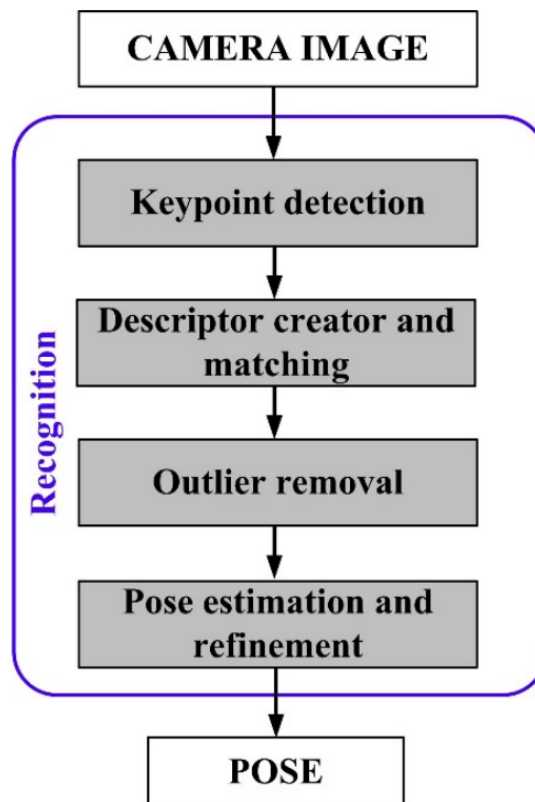 CAMERA IMAGE
Keypoint detection
Descriptor creator and
matching
Recognition
Outlier removal
Pose estimation and
refinement
POSE